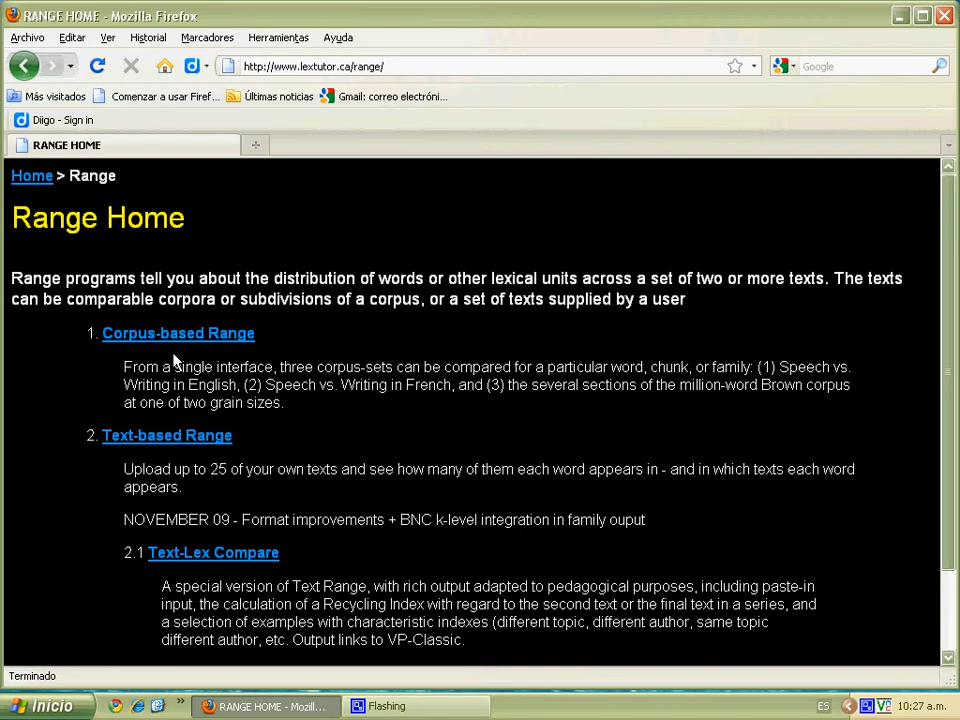 RANGE HOME - Mozilla Firefox
Archivo Editar Ver Historial Marcadores Herramientas Ayuda
http://www.lextutor.ca/range/ Google
Más visitados Comenzar a usar Firef... Últimas noticias Gmail: correo electróni...
Diigo - Sign in
RANGE HOME
Home > Range
Range Home
Range programs tell you about the distribution of words or other lexical units across a set of two or more texts. The texts
can be comparable corpora or subdivisions of a corpus, or a set of texts supplied by a user
1. Corpus-based Range
From a single interface, three corpus-sets can be compared for a particular word, chunk, or family: (1) Speech vs.
Writing in English, (2) Speech vs. Writing in French, and (3) the several sections of the million-word Brown corpus
at one of two grain sizes.
2. Text-based Range
Upload up to 25 of your own texts and see how many of them each word appears in - and in which texts each word
appears.
NOVEMBER 09 - Format improvements + BNC k-level integration in family ouput
2.1 Text-Lex Compare
A special version of Text Range, with rich output adapted to pedagogical purposes, including paste-in
input, the calculation of a Recycling Index with regard to the second text or the final text in a series, and
a selection of examples with characteristic indexes (different topic, different author, same topic
different author, etc. Output links to VP-Classic.
Terminado
Inicio RANGE HOME - Mozill... Flashing ES 10:27 a.m.